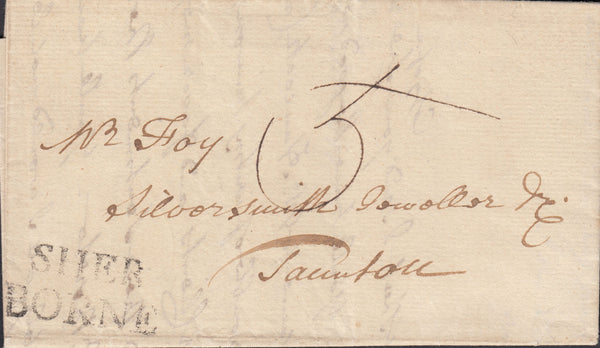 5
Mr Foy
Silversmith Jeweller &c
Taunton
SHER
BORNE